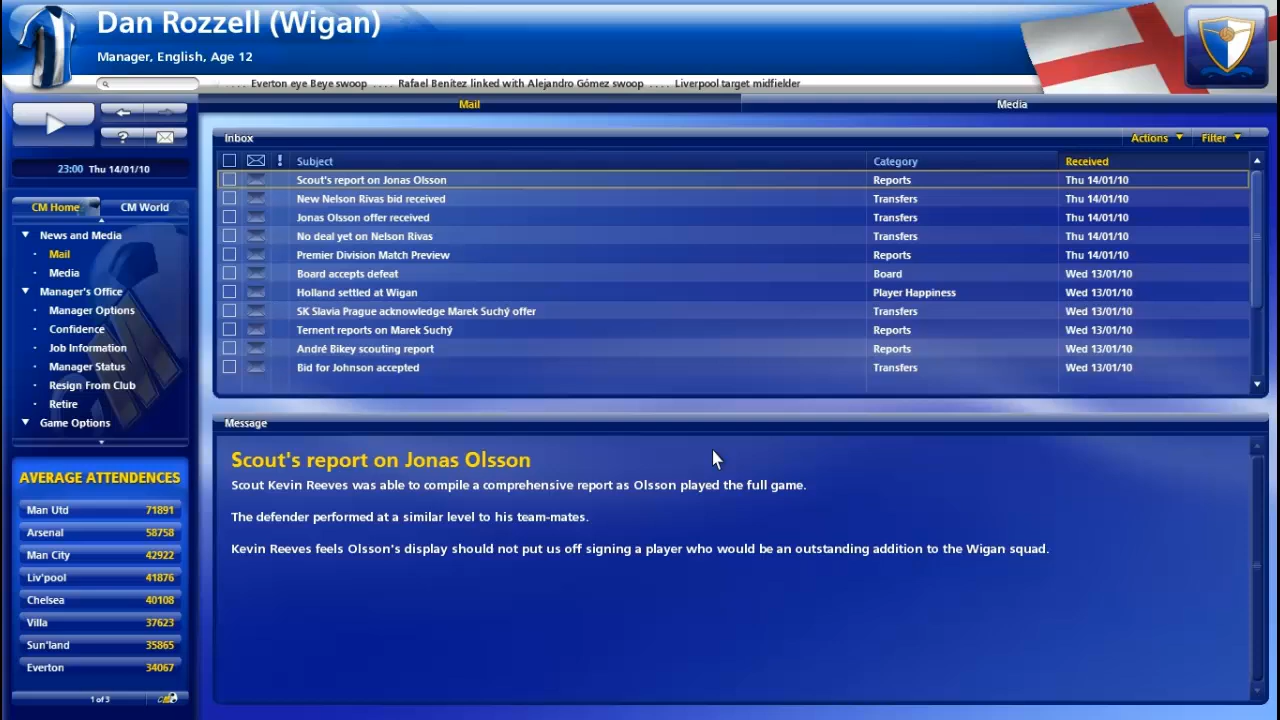 Dan Rozzell (Wigan)
Manager, English, Age 12
Everton eye Beye swoop .... Rafael Benítez linked with Alejandro Gómez swoop .... Liverpool target midfielder
Mail
Media
?
23:00 Thu 14/01/10
CM Home
CM World
News and Media
Mail
Media
Manager's Office
Manager Options
Confidence
Job Information
Manager Status
Resign From Club
Retire
Game Options
AVERAGE ATTENDENCES
Man Utd 71891
Arsenal 58758
Man City 42922
Liv'pool 41876
Chelsea 40108
Villa 37623
Sun'land 35865
Everton 34067
1 of 3
Inbox
Actions
Filter
! Subject Category Received
Scout's report on Jonas Olsson Reports Thu 14/01/10
New Nelson Rivas bid received Transfers Thu 14/01/10
Jonas Olsson offer received Transfers Thu 14/01/10
No deal yet on Nelson Rivas Transfers Thu 14/01/10
Premier Division Match Preview Reports Thu 14/01/10
Board accepts defeat Board Wed 13/01/10
Holland settled at Wigan Player Happiness Wed 13/01/10
SK Slavia Prague acknowledge Marek Suchý offer Transfers Wed 13/01/10
Ternent reports on Marek Suchý Reports Wed 13/01/10
André Bikey scouting report Reports Wed 13/01/10
Bid for Johnson accepted Transfers Wed 13/01/10
Message
Scout's report on Jonas Olsson
Scout Kevin Reeves was able to compile a comprehensive report as Olsson played the full game.
The defender performed at a similar level to his team-mates.
Kevin Reeves feels Olsson's display should not put us off signing a player who would be an outstanding addition to the Wigan squad.